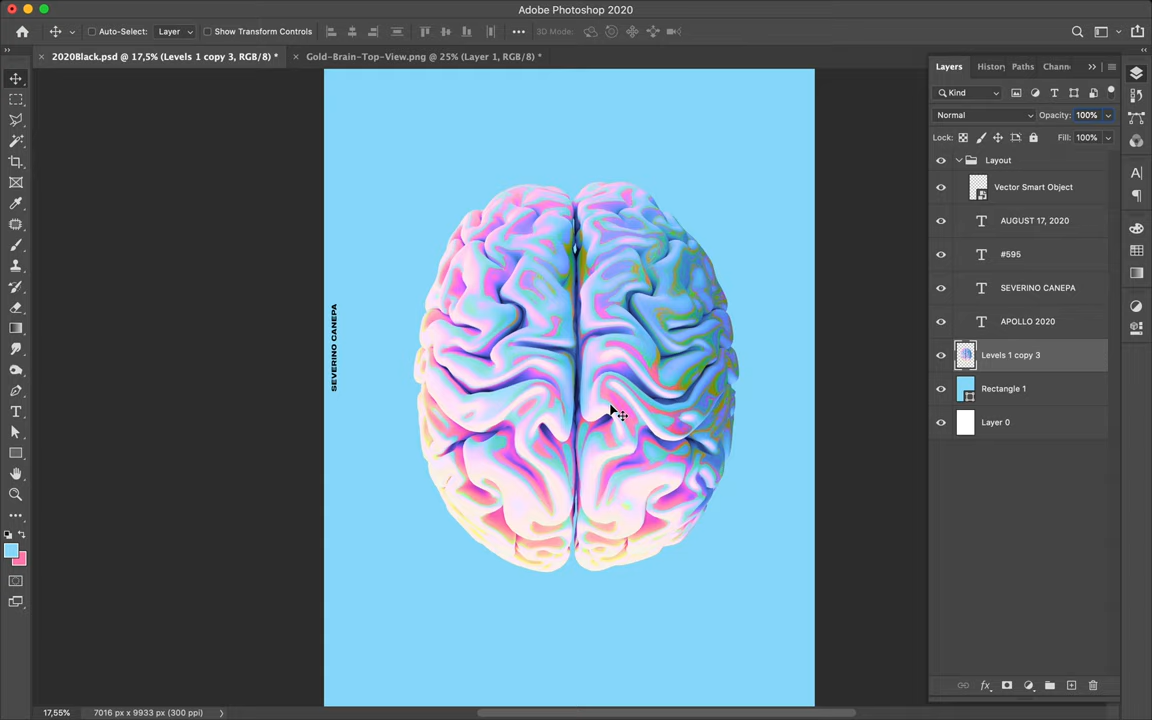 Adobe Photoshop 2020
Auto-Select: Layer Show Transform Controls 3D Mode:
2020Black.psd @ 17,5% (Levels 1 copy 3, RGB/8) * Gold-Brain-Top-View.png @ 25% (Layer 1, RGB/8) *
Layers History Paths Chann
Kind
Normal Opacity: 100%
Lock: Fill: 100%
Layout
Vector Smart Object
AUGUST 17, 2020
#595
SEVERINO CANEPA
APOLLO 2020
Levels 1 copy 3
Rectangle 1
Layer 0
SEVERINO CANEPA
17,55% 7016 px x 9933 px (300 ppi)